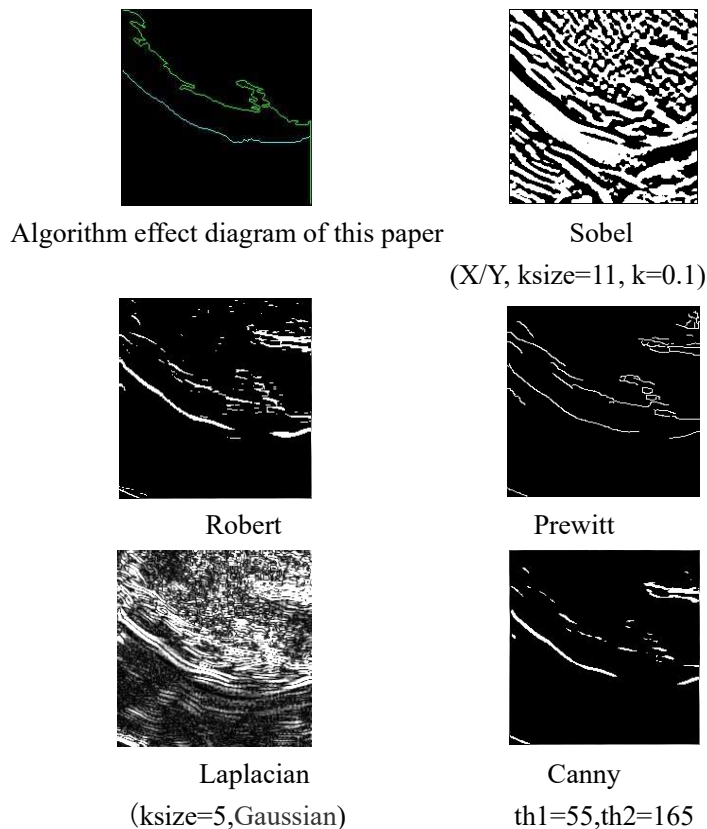 Algorithm effect diagram of this paper
Sobel
(X/Y, ksize=11, k=0.1)
Robert
Prewitt
Laplacian
Canny
（ksize=5,Gaussian)
th1=55,th2=165